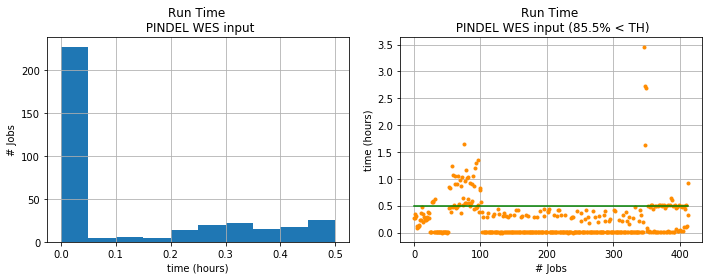 Run Time
PINDEL WES input
# Jobs
200
150
100
50
0
0.0 0.1 0.2 0.3 0.4 0.5
time (hours)
Run Time
PINDEL WES input (85.5% < TH)
time (hours)
3.5
3.0
2.5
2.0
1.5
1.0
0.5
0.0
0 100 200 300 400
# Jobs